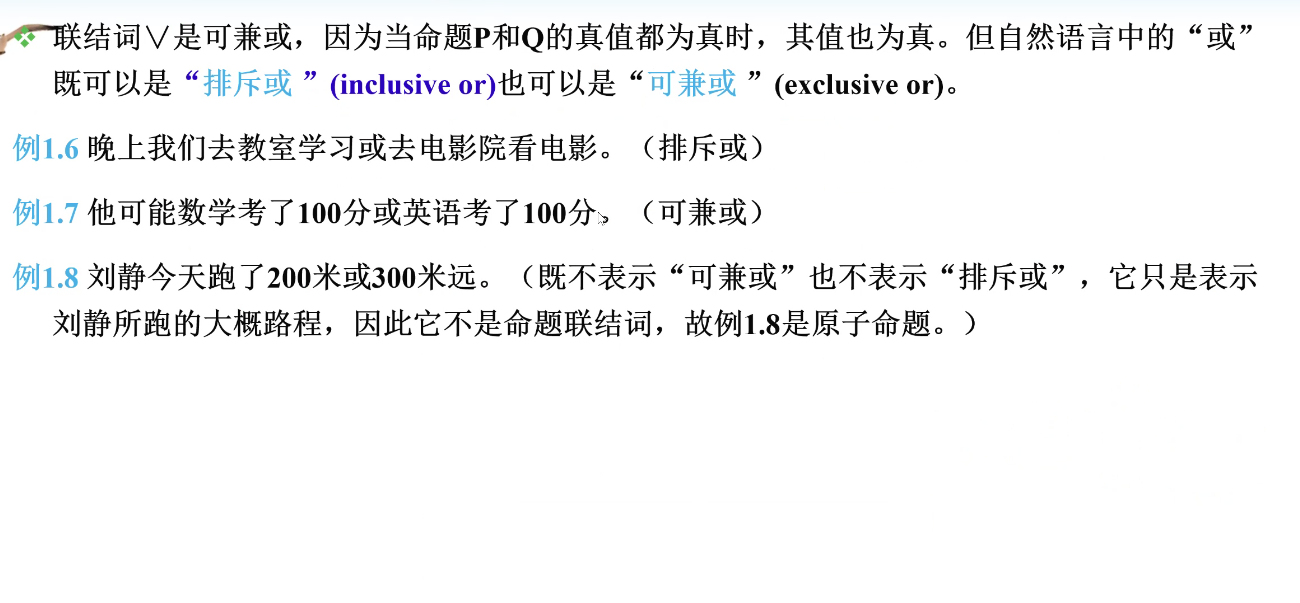 联结词∨是可兼或，因为当命题P和Q的真值都为真时，其值也为真。但自然语言中的“或”
既可以是“排斥或 ”(inclusive or)也可以是“可兼或 ”(exclusive or)。
例1.6 晚上我们去教室学习或去电影院看电影。（排斥或）
例1.7 他可能数学考了100分或英语考了100分。（可兼或）
例1.8 刘静今天跑了200米或300米远。（既不表示“可兼或”也不表示“排斥或”，它只是表示
刘静所跑的大概路程，因此它不是命题联结词，故例1.8是原子命题。）